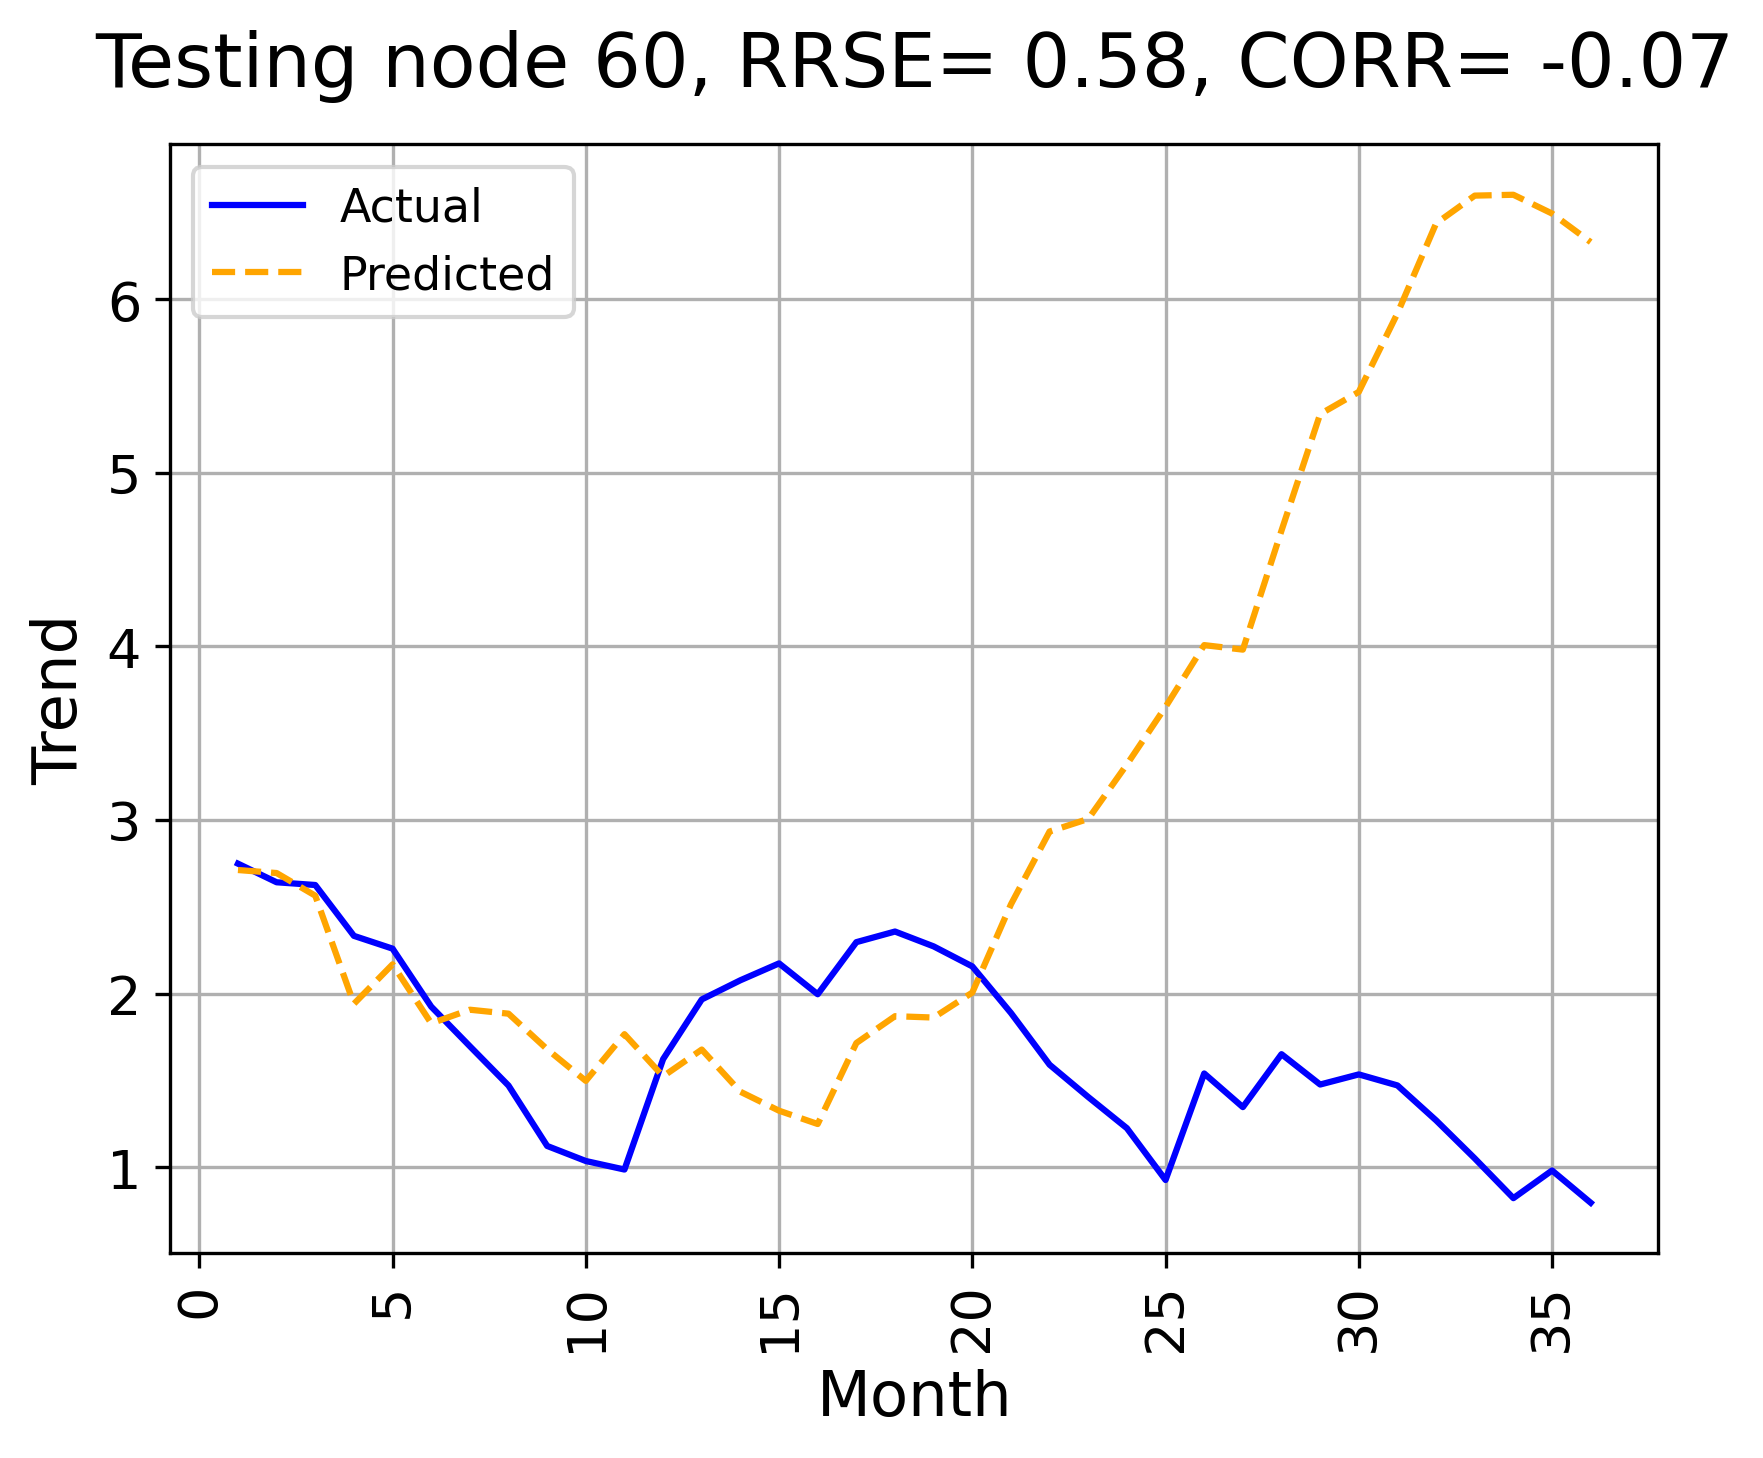 Testing node 60, RRSE= 0.58, CORR= -0.07
Actual
Predicted
6
5
4
3
2
1
Trend
0
5
10
15
20
25
30
35
Month